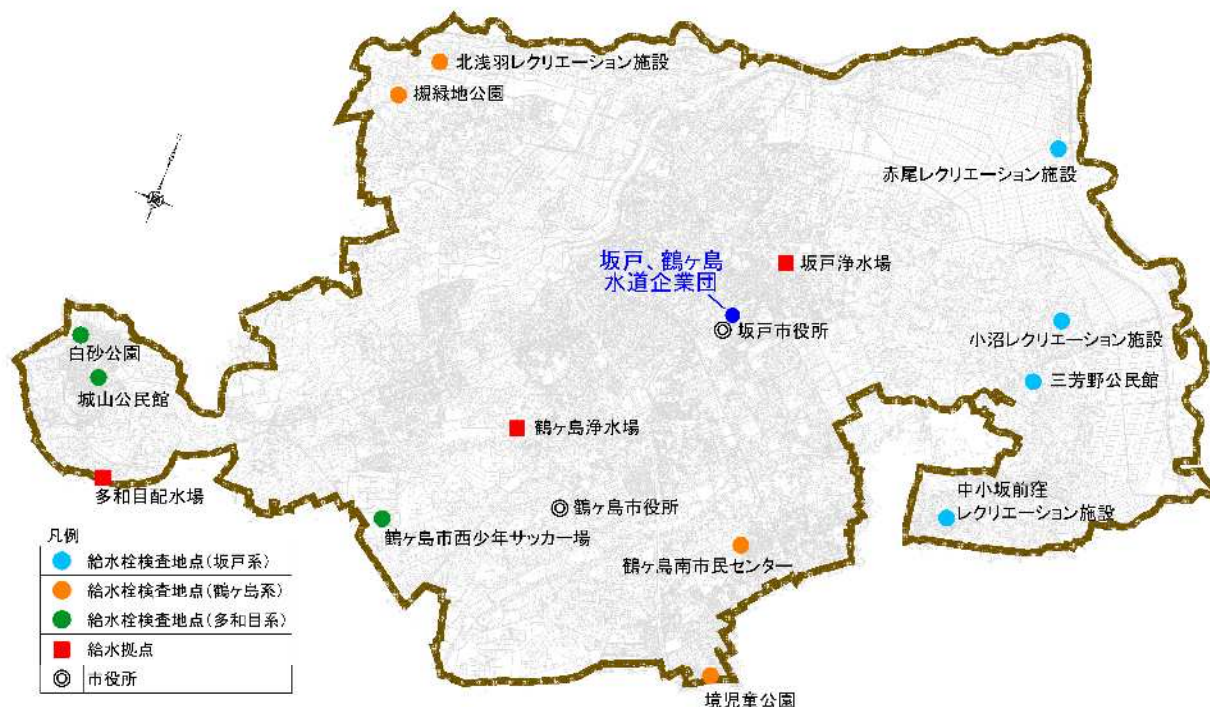 北浅羽レクリエーション施設
槻緑地公園
赤尾レクリエーション施設
坂戸、鶴ヶ島
水道企業団
坂戸浄水場
坂戸市役所
小沼レクリエーション施設
白砂公園
城山公民館
三芳野公民館
鶴ヶ島浄水場
多和目配水場
中小坂前窪
レクリエーション施設
鶴ヶ島市役所
鶴ヶ島市西少年サッカー場
鶴ヶ島南市民センター
境児童公園
凡例
給水栓検査地点(坂戸系)
給水栓検査地点(鶴ヶ島系)
給水栓検査地点(多和目系)
給水拠点
市役所